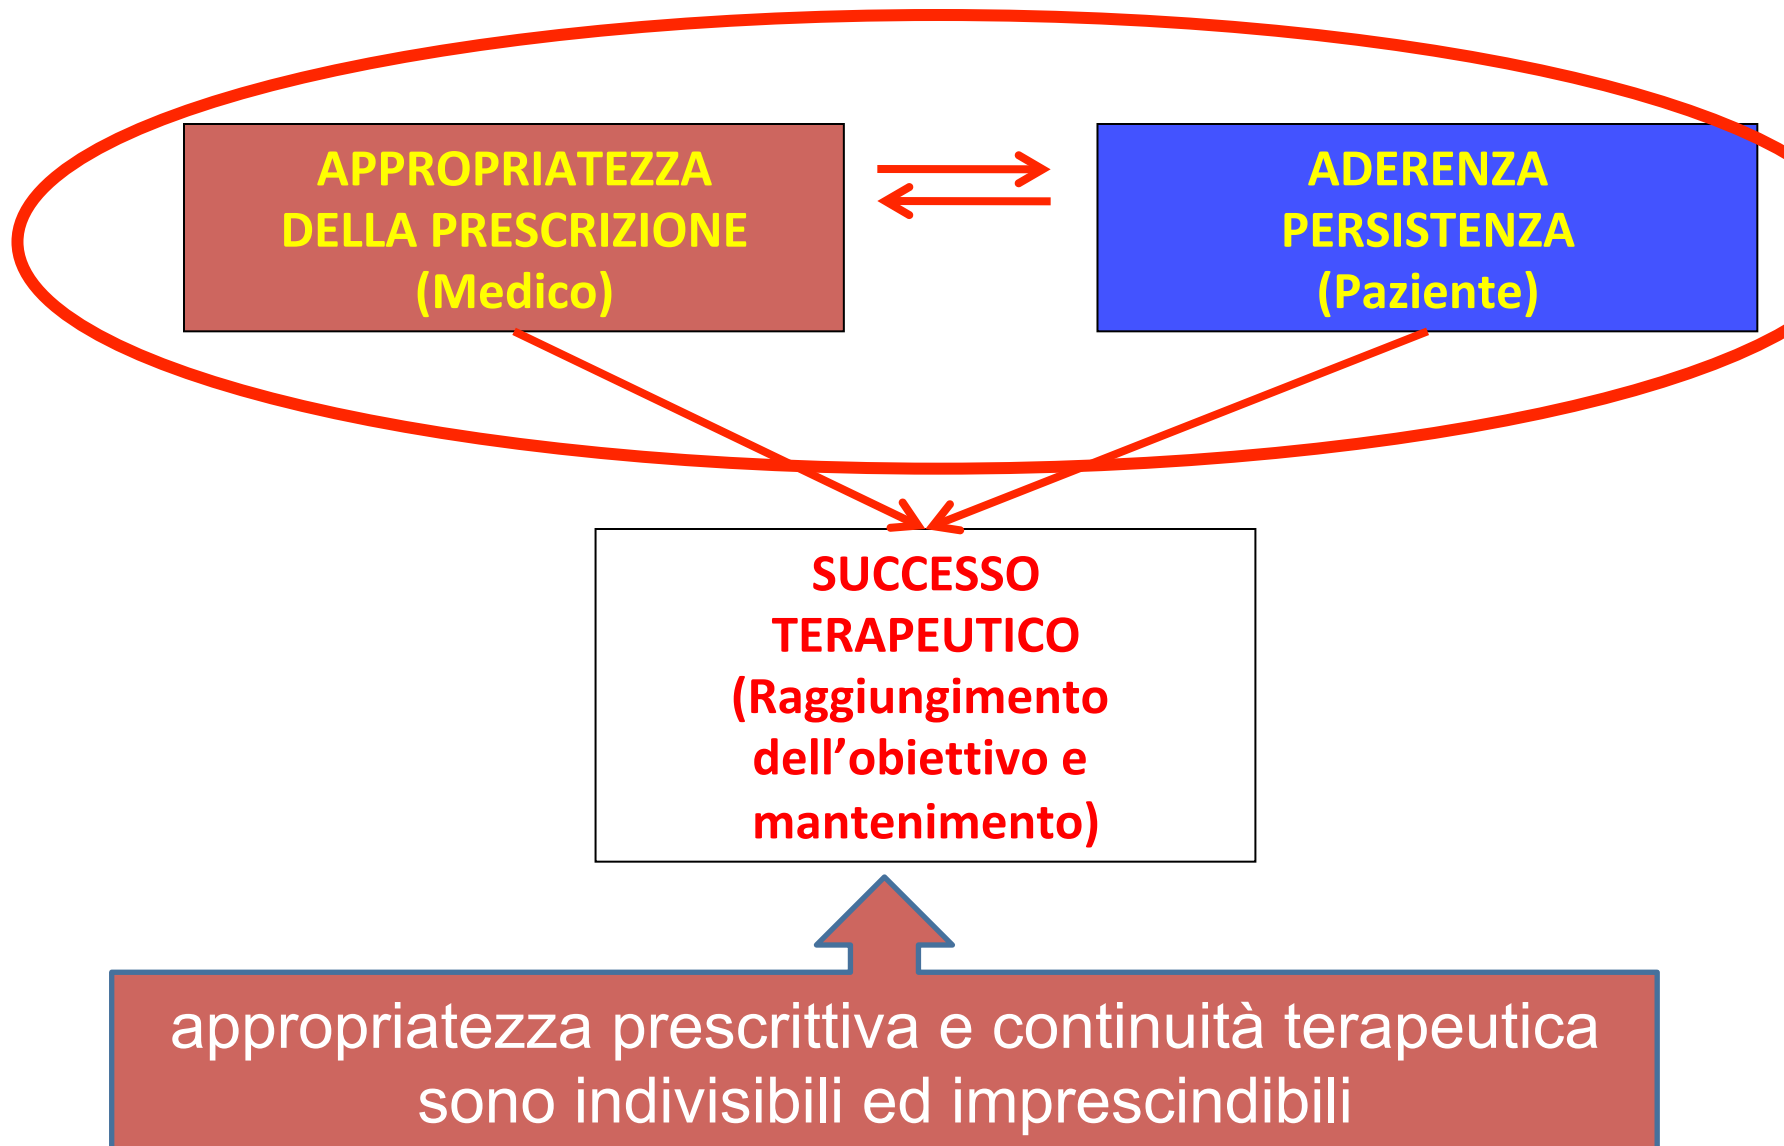 APPROPRIATEZZA
DELLA PRESCRIZIONE
(Medico)
ADERENZA
PERSISTENZA
(Paziente)
SUCCESSO
TERAPEUTICO
(Raggiungimento
dell’obiettivo e
mantenimento)
appropriatezza prescrittiva e continuità terapeutica
sono indivisibili ed imprescindibili